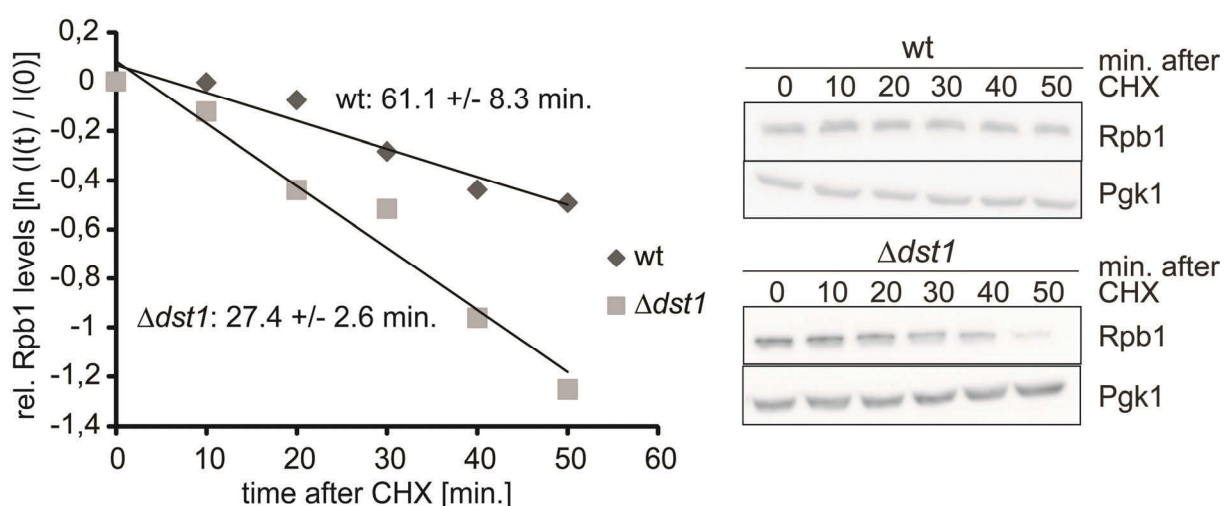 rel. Rpb1 levels [ln (I(t) / I(0)]
0,2
0
-0,2
-0,4
-0,6
-0,8
-1
-1,2
-1,4
wt: 61.1 +/- 8.3 min.
Δdst1: 27.4 +/- 2.6 min.
wt
Δdst1
0 10 20 30 40 50 60
time after CHX [min.]
wt
min. after
0 10 20 30 40 50 CHX
Rpb1
Pgk1
Δdst1
min. after
0 10 20 30 40 50 CHX
Rpb1
Pgk1